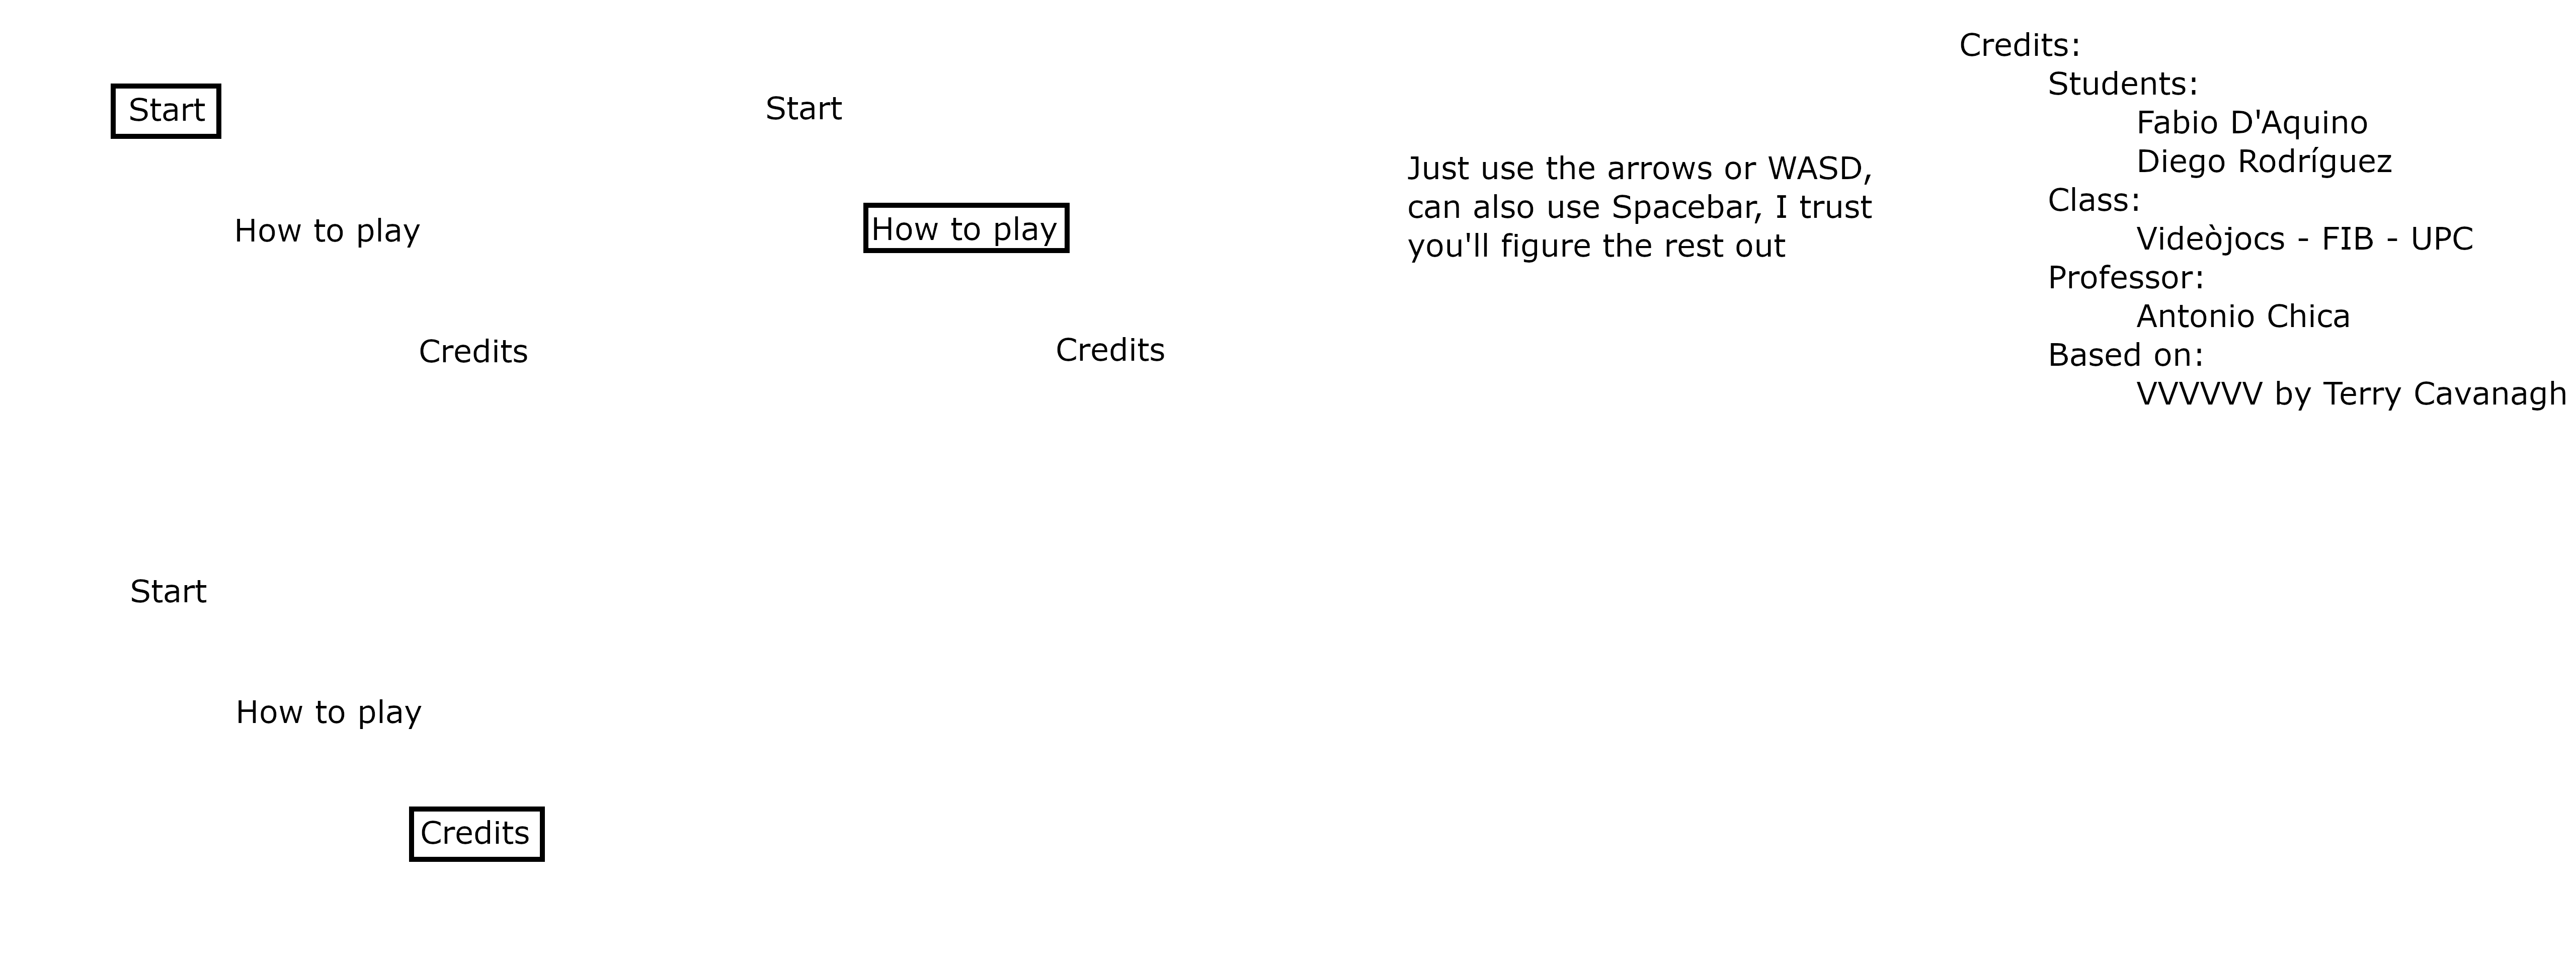 Start
How to play
Credits
Start
How to play
Credits
Just use the arrows or WASD,
can also use Spacebar, I trust
you'll figure the rest out
Credits:
Students:
Fabio D'Aquino
Diego Rodríguez
Class:
Videòjocs - FIB - UPC
Professor:
Antonio Chica
Based on:
VVVVVV by Terry Cavanagh
Start
How to play
Credits